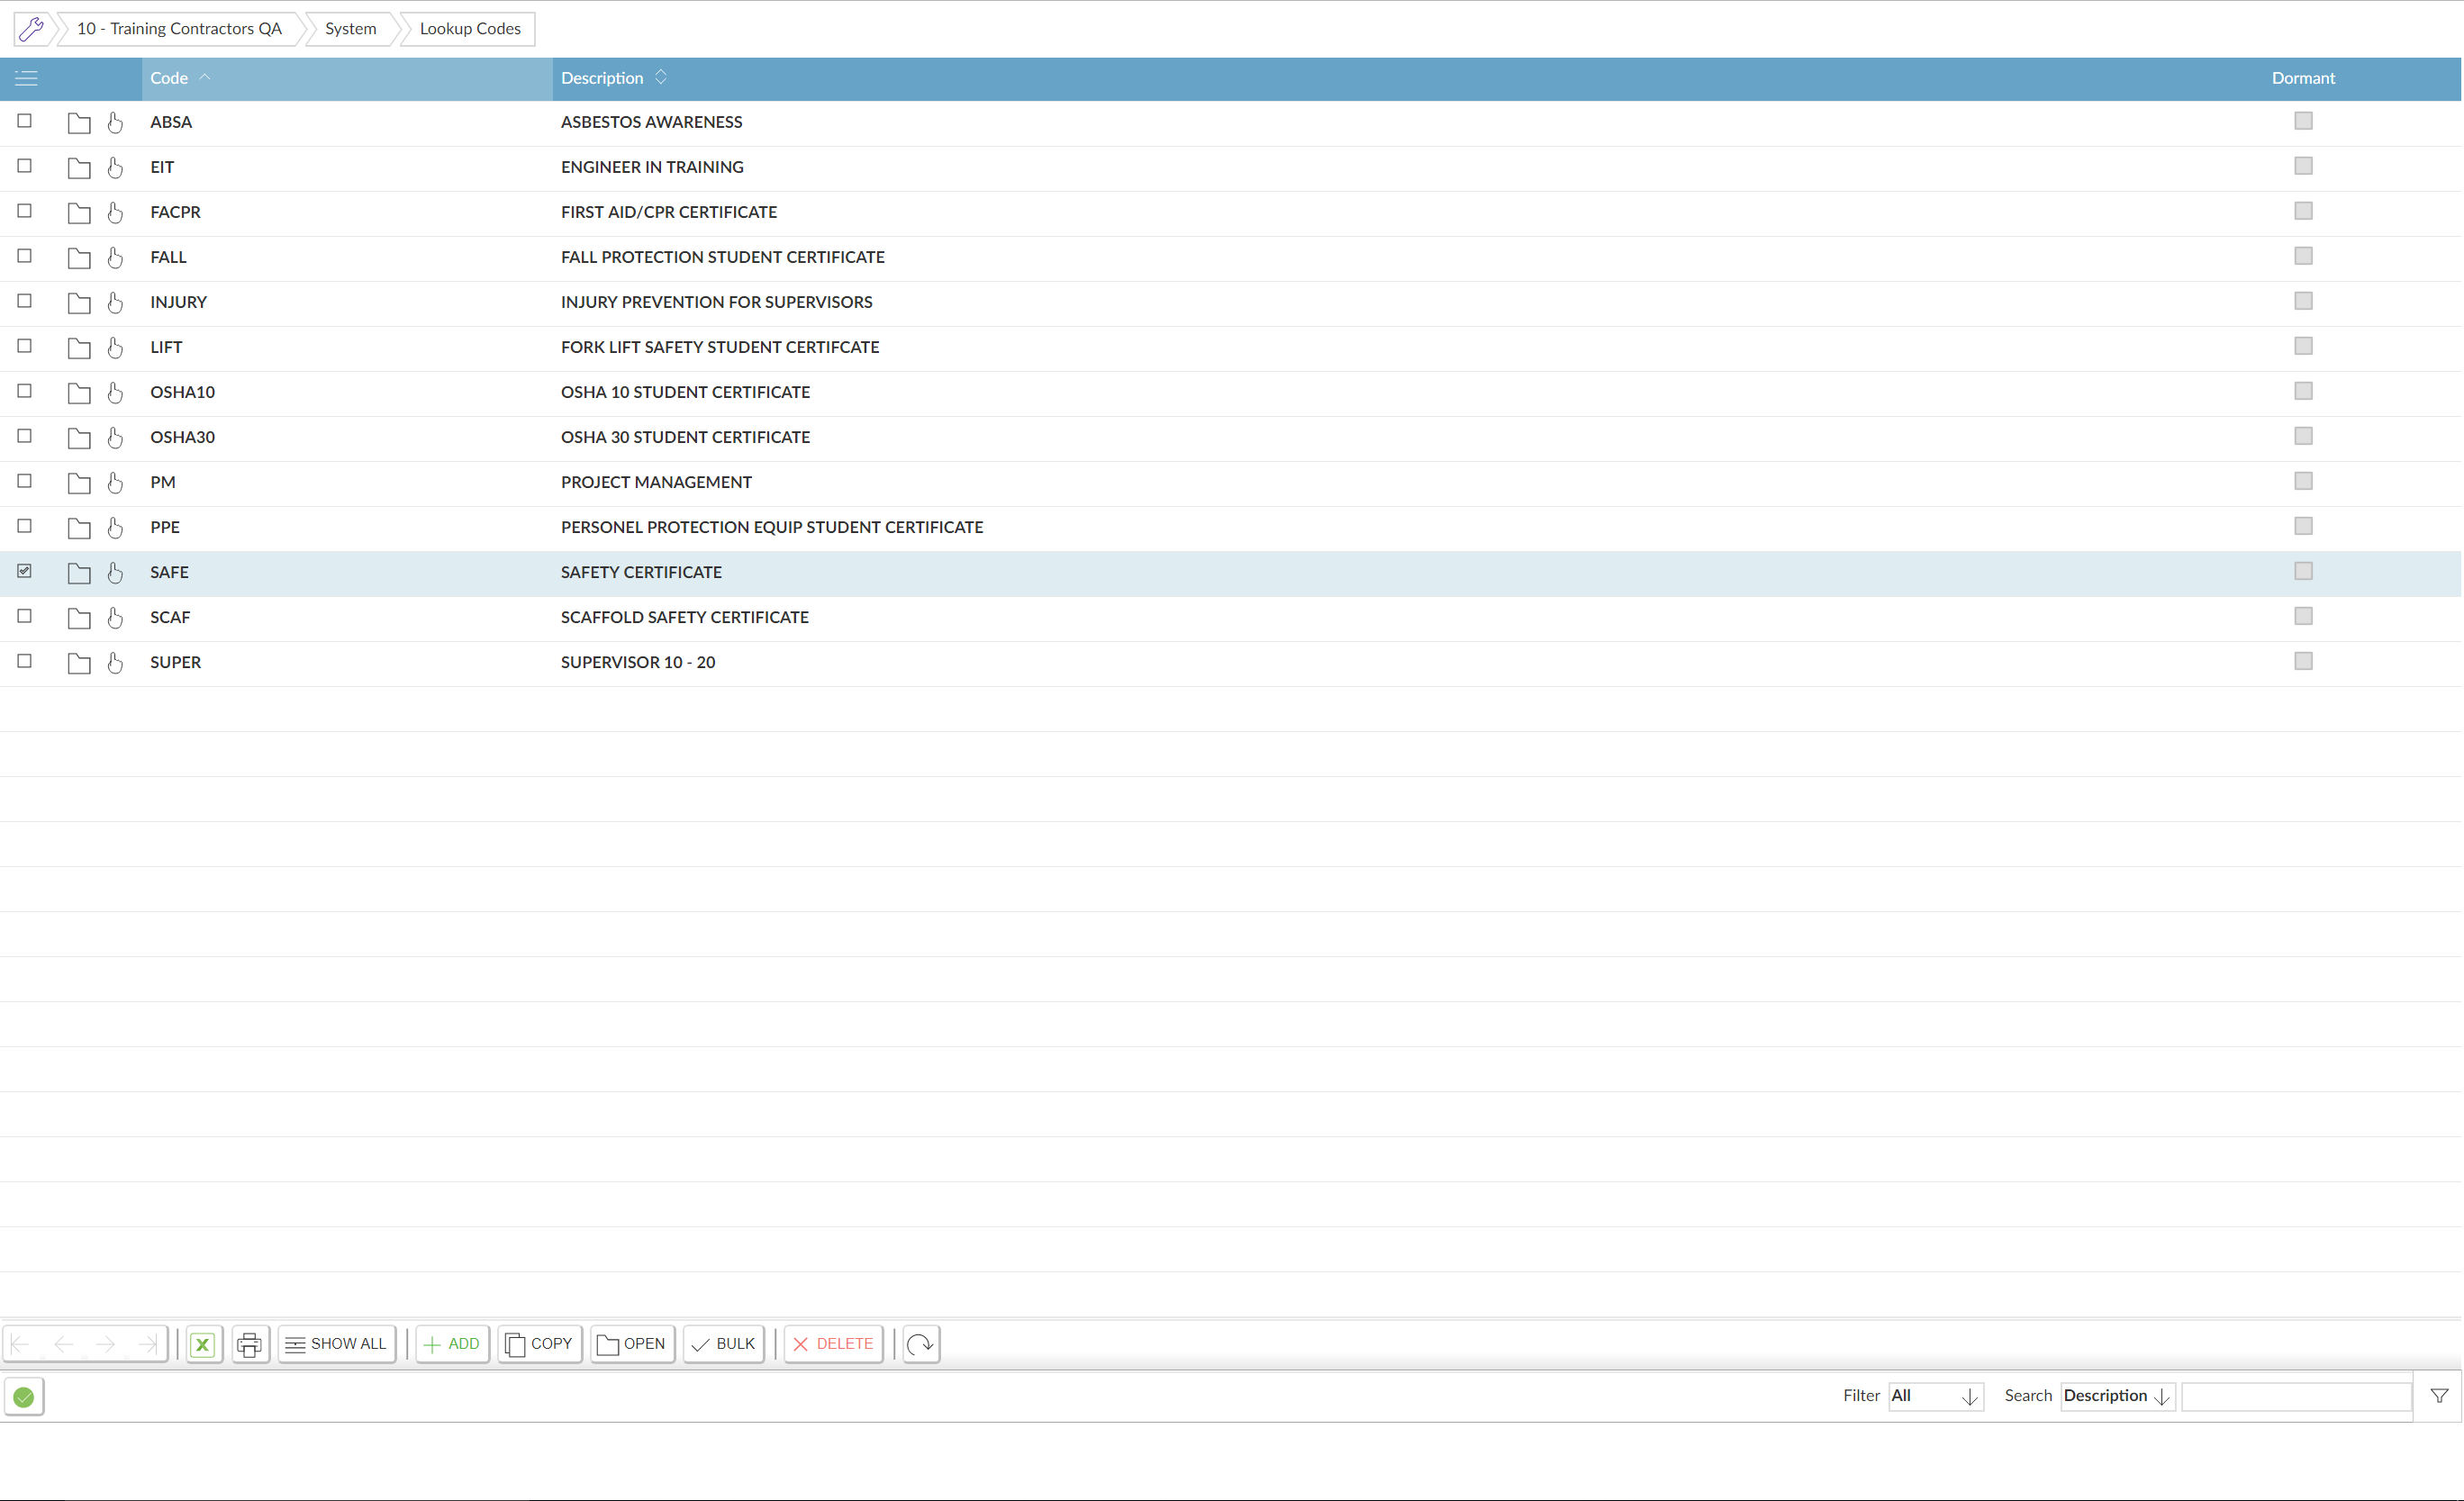 10 - Training Contractors QA System Lookup Codes
Code Description Dormant
ABSA ASBESTOS AWARENESS
EIT ENGINEER IN TRAINING
FACPR FIRST AID/CPR CERTIFICATE
FALL FALL PROTECTION STUDENT CERTIFICATE
INJURY INJURY PREVENTION FOR SUPERVISORS
LIFT FORK LIFT SAFETY STUDENT CERTIFCATE
OSHA10 OSHA 10 STUDENT CERTIFICATE
OSHA30 OSHA 30 STUDENT CERTIFICATE
PM PROJECT MANAGEMENT
PPE PERSONEL PROTECTION EQUIP STUDENT CERTIFICATE
SAFE SAFETY CERTIFICATE
SCAF SCAFFOLD SAFETY CERTIFICATE
SUPER SUPERVISOR 10 - 20
X SHOW ALL ADD COPY OPEN BULK DELETE
Filter All Search Description